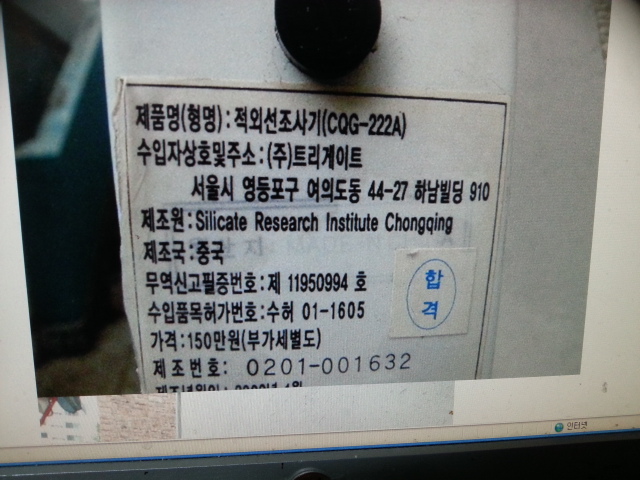 제품명(형명):적외선조사기(CQG-222A)
수입자상호및주소:(주)트리게이트
서울시 영등포구 여의도동 44-27 하남빌딩 910
제조원:Silicate Research Institute Chongqing
제조국:중국
무역신고필증번호:제 11950994 호
수입품목허가번호:수허 01-1605
가격:150만원(부가세별도)
제조번호: 0201-001632
합격
인터넷